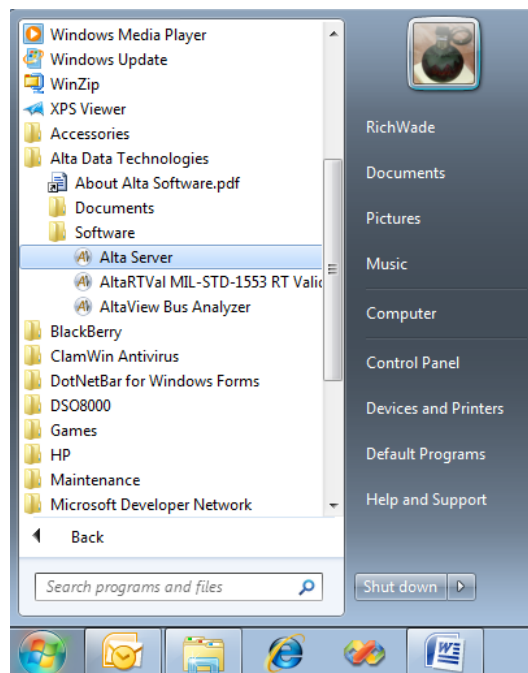 Windows Media Player
Windows Update
WinZip
XPS Viewer
Accessories
Alta Data Technologies
About Alta Software.pdf
Documents
Software
Alta Server
AltaRTVal MIL-STD-1553 RT Valic
AltaView Bus Analyzer
BlackBerry
ClamWin Antivirus
DotNetBar for Windows Forms
DSO8000
Games
HP
Maintenance
Microsoft Developer Network
Back
Search programs and files
RichWade
Documents
Pictures
Music
Computer
Control Panel
Devices and Printers
Default Programs
Help and Support
Shut down